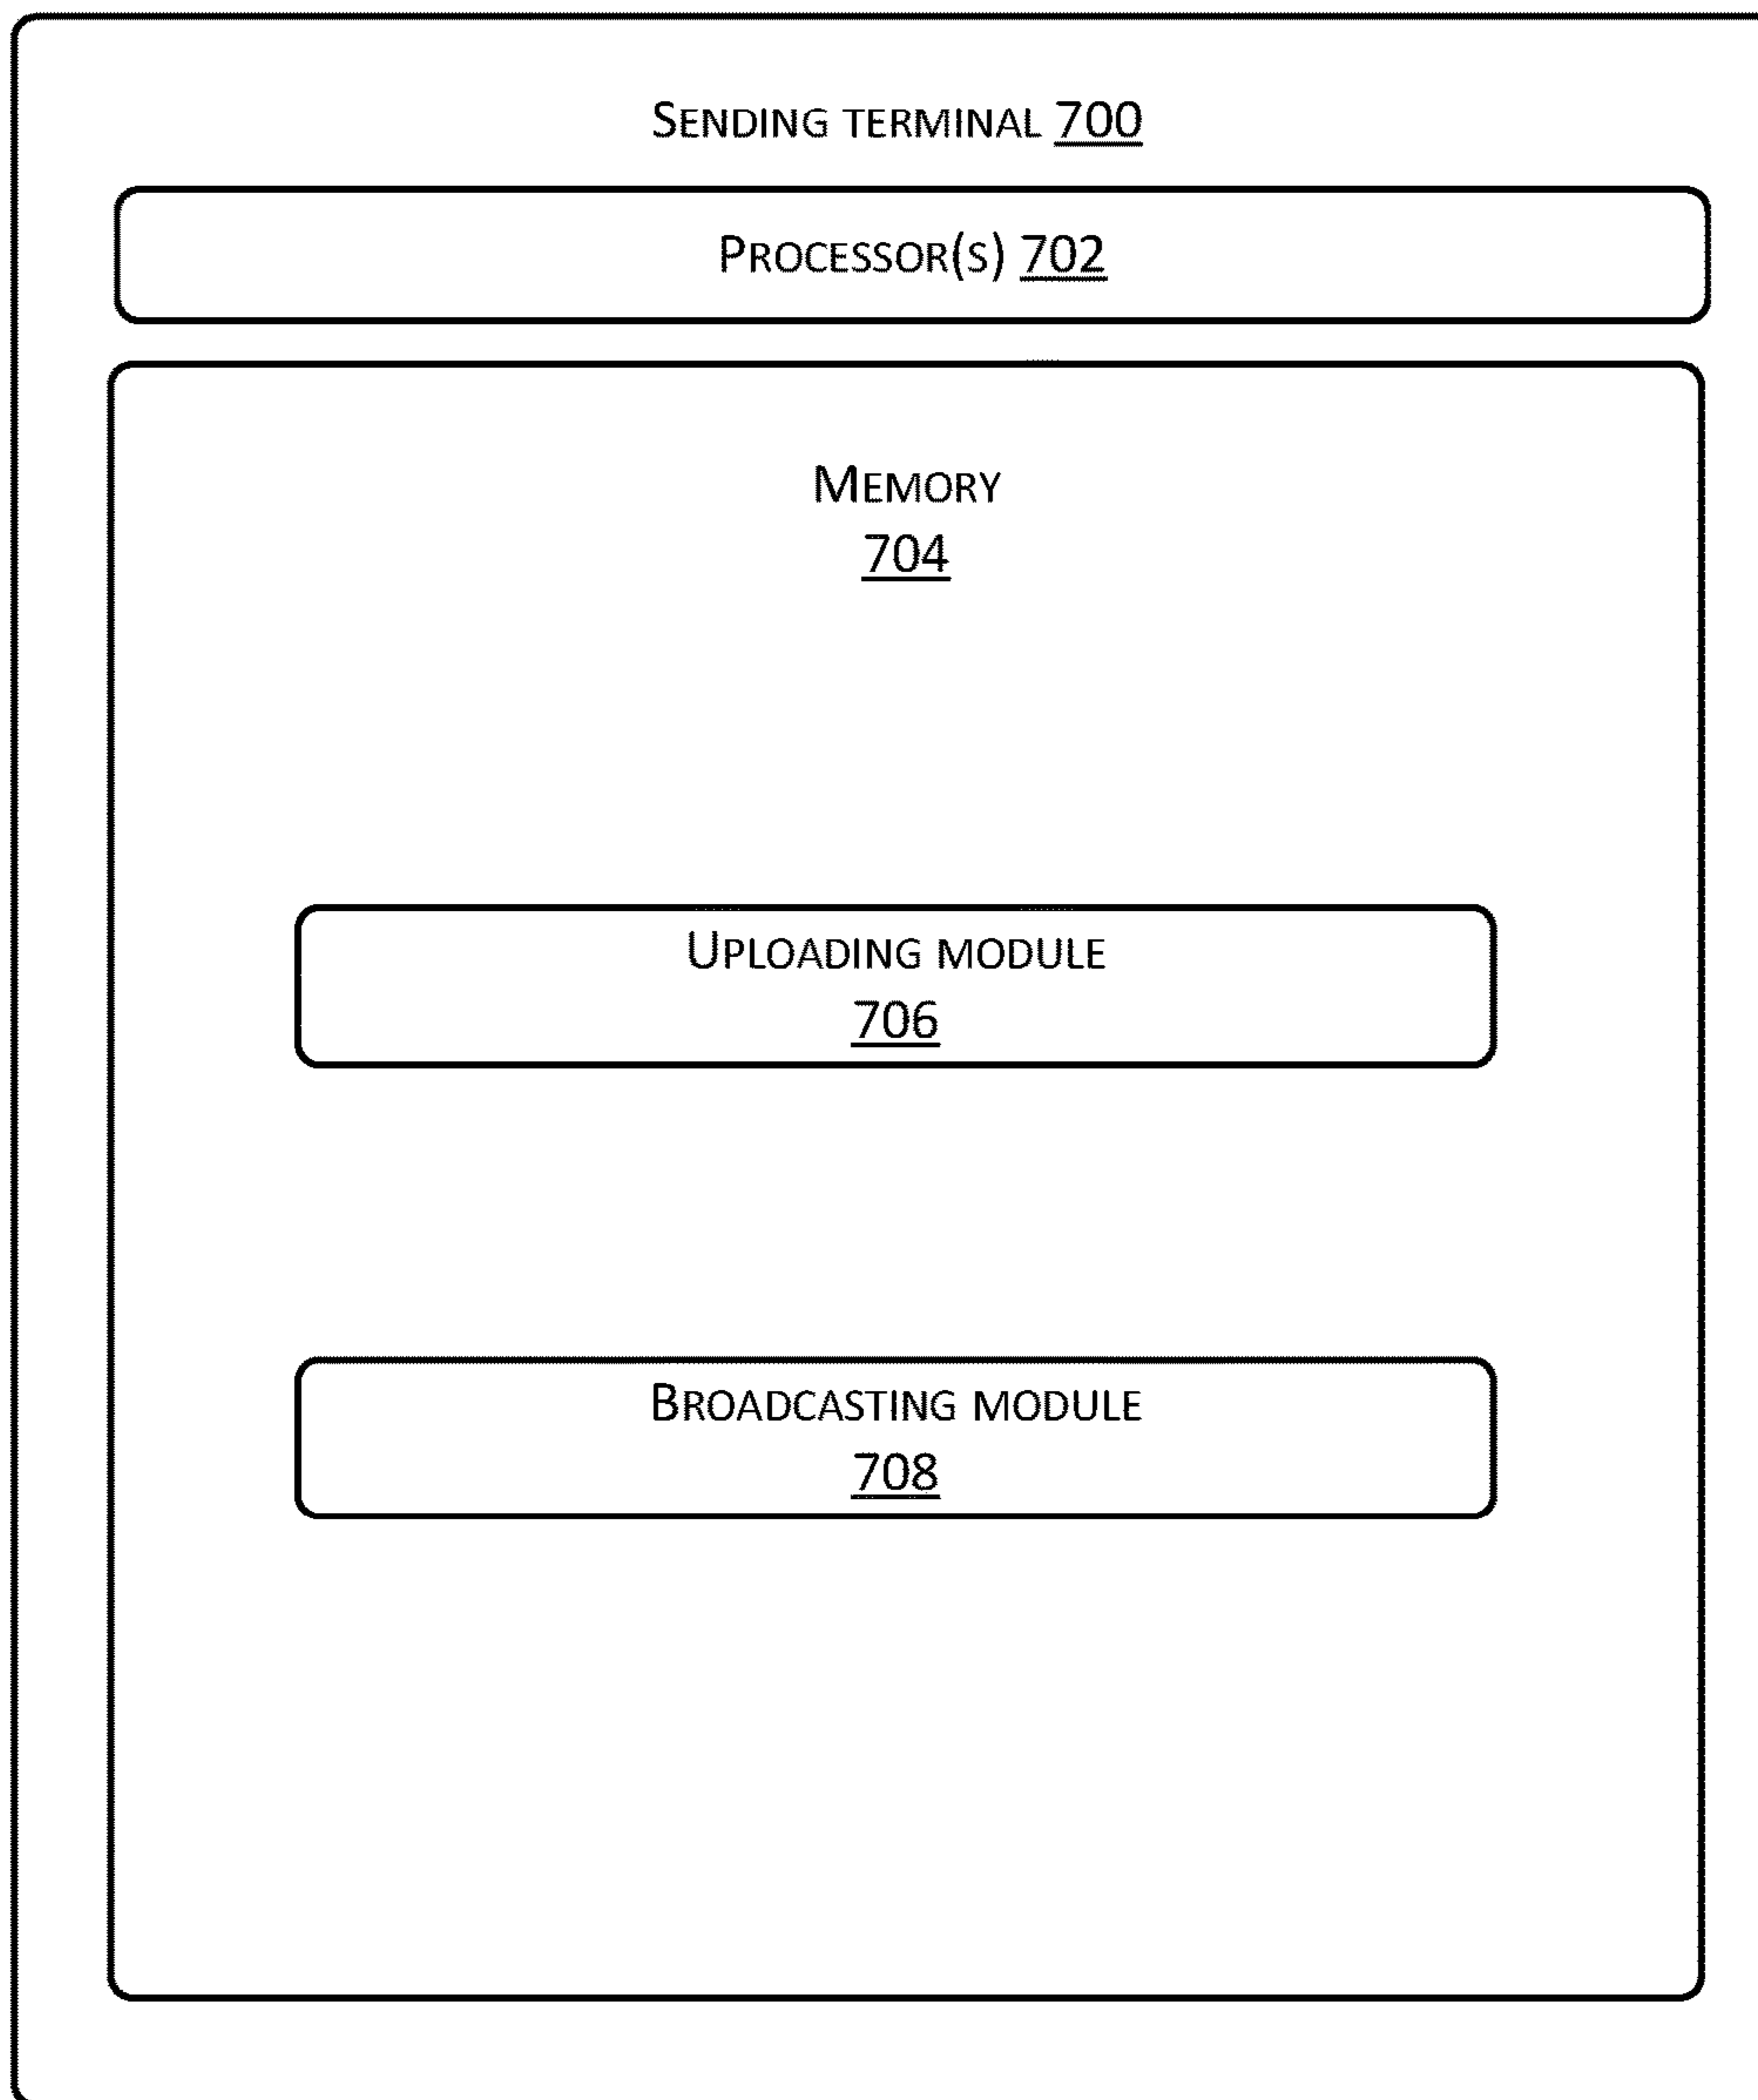 SENDING TERMINAL 700
PROCESSOR(S) 702
MEMORY
704
UPLOADING MODULE
706
BROADCASTING MODULE
708